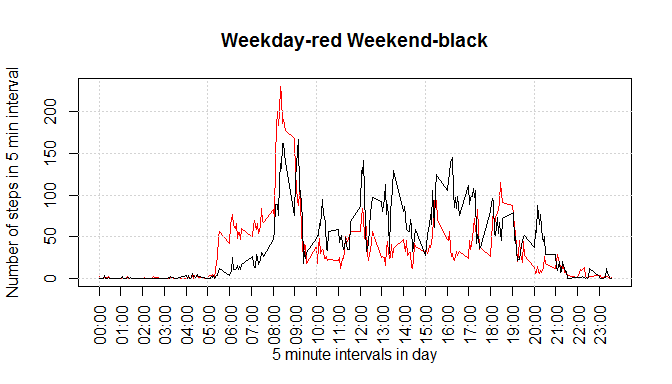 Weekday-red Weekend-black
Number of steps in 5 min interval
200
150
100
50
0
00:00 01:00 02:00 03:00 04:00 05:00 06:00 07:00 08:00 09:00 10:00 11:00 12:00 13:00 14:00 15:00 16:00 17:00 18:00 19:00 20:00 21:00 22:00 23:00
5 minute intervals in day